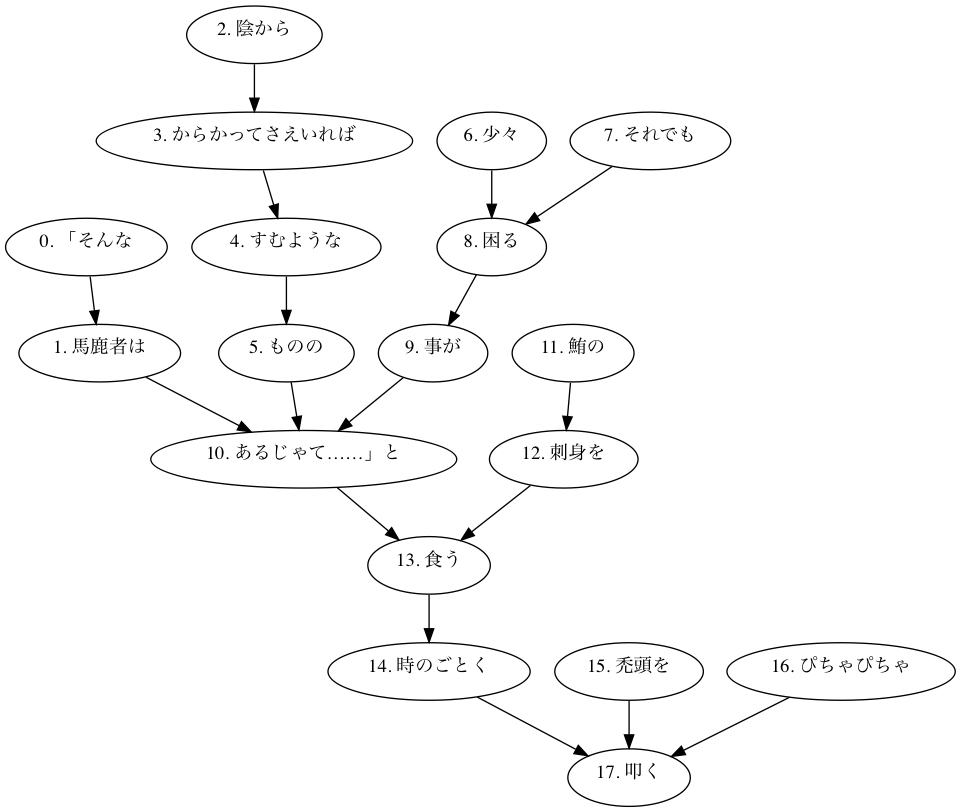 2. 陰から
3. からかってさえいれば
6. 少々
7. それでも
0. 「そんな
4. すむような
8. 困る
1. 馬鹿者は
5. ものの
9. 事が
11. 鮪の
10. あるじゃて……」と
12. 刺身を
13. 食う
14. 時のごとく
15. 禿頭を
16. ぴちゃぴちゃ
17. 叩く